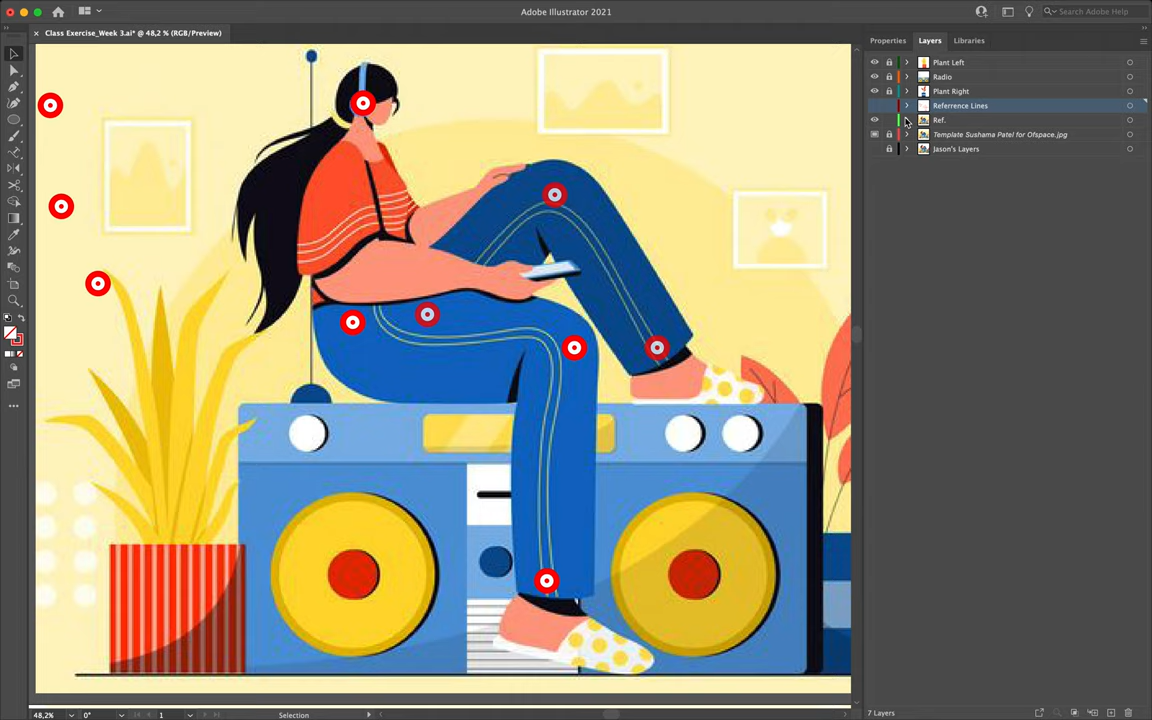 Adobe Illustrator 2021
Search Adobe Help
× Class Exercise_Week 3.ai* @ 48,2 % (RGB/Preview)
Properties Layers Libraries
Plant Left
Radio
Plant Right
Referrence Lines
Ref.
Template Sushama Patel for Ofspace.jpg
Jason's Layers
48,2% 0° 1 Selection
7 Layers